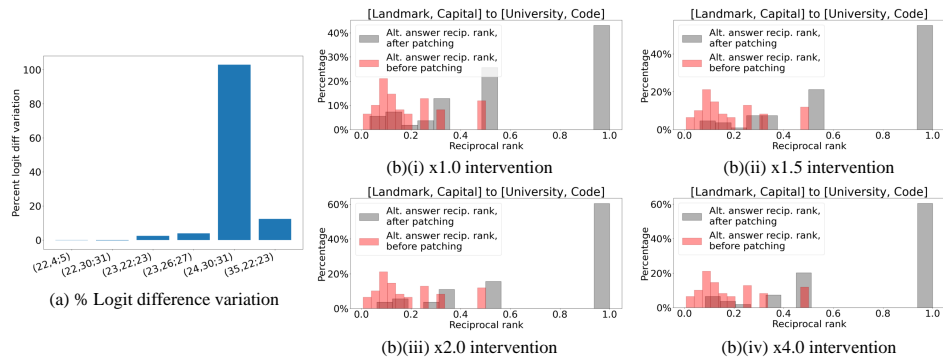 Percent logit diff variation
100
80
60
40
20
0
(22,4;5)
(22,30;31)
(23,22;23)
(23,26;27)
(24,30;31)
(35,22;23)
(a) % Logit difference variation
[Landmark, Capital] to [University, Code]
Percentage
40%
30%
20%
10%
0%
Alt. answer recip. rank,
after patching
Alt. answer recip. rank,
before patching
0.0 0.2 0.4 0.6 0.8 1.0
Reciprocal rank
(b)(i) x1.0 intervention
[Landmark, Capital] to [University, Code]
Percentage
40%
20%
0%
Alt. answer recip. rank,
after patching
Alt. answer recip. rank,
before patching
0.0 0.2 0.4 0.6 0.8 1.0
Reciprocal rank
(b)(ii) x1.5 intervention
[Landmark, Capital] to [University, Code]
Percentage
60%
40%
20%
0%
Alt. answer recip. rank,
after patching
Alt. answer recip. rank,
before patching
0.0 0.2 0.4 0.6 0.8 1.0
Reciprocal rank
(b)(iii) x2.0 intervention
[Landmark, Capital] to [University, Code]
Percentage
60%
40%
20%
0%
Alt. answer recip. rank,
after patching
Alt. answer recip. rank,
before patching
0.0 0.2 0.4 0.6 0.8 1.0
Reciprocal rank
(b)(iv) x4.0 intervention